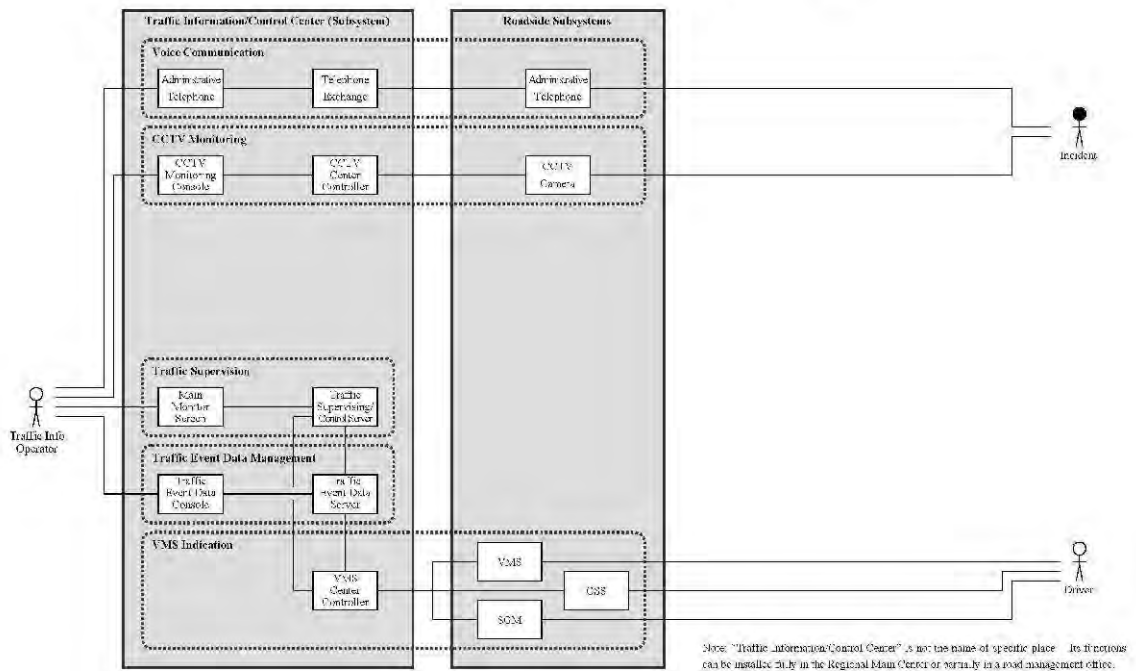 Traffic Information/Control Center (Subsystem)
Roadside Subsystems
Voice Communication
Administrative
Telephone
Telephone
Exchange
Administrative
Telephone
CCTV Monitoring
CCTV
Monitoring
Console
CCTV
Center
Controller
CCTV
Camera
Incident
Traffic Supervision
Main
Monitor
Screen
Traffic
Supervising/
Control Server
Traffic Info
Operator
Traffic Event Data Management
Traffic
Event Data
Console
Traffic
Event Data
Server
VMS Indication
VMS
Center
Controller
VMS
CSS
SGM
Driver
Note: "Traffic Information/Control Center" is not the name of specific place. Its functions
can be installed fully in the Regional Main Center or partially in a road management office.